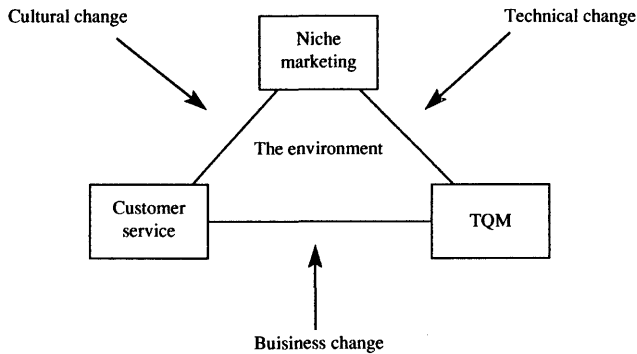 Cultural change
Technical change
Niche
marketing
The environment
Customer
service
TQM
Buisiness change